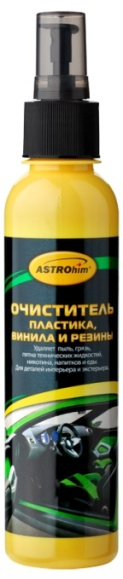 ASTROhim®
ОЧИСТИТЕЛЬ
ПЛАСТИКА,
ВИНИЛА И РЕЗИНЫ
Удаляет пыль, грязь,
пятна технических жидкостей,
никотина, напитков и еды.
Для деталей интерьера и экстерьера.